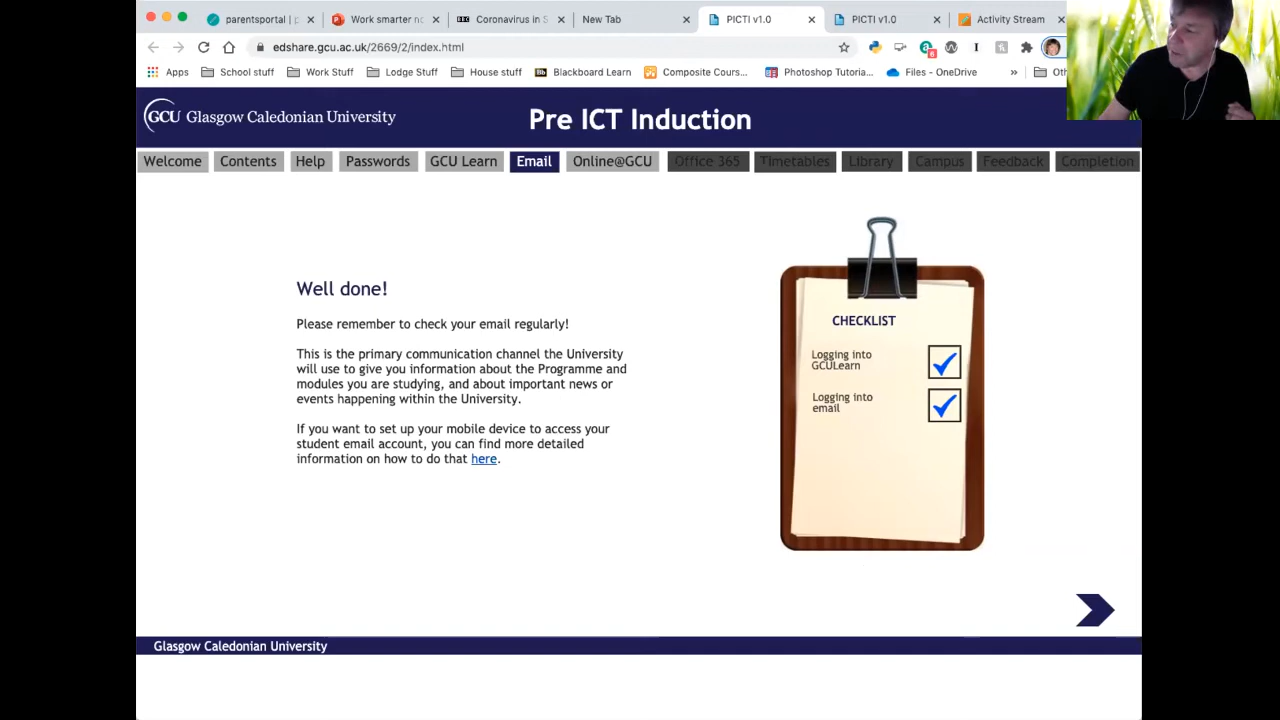 parentsportal | p
Work smarter no
Coronavirus in S
New Tab
PICTI v1.0
PICTI v1.0
Activity Stream
edshare.gcu.ac.uk/2669/2/index.html
Apps
School stuff
Work Stuff
Lodge Stuff
House stuff
Bb
Blackboard Learn
Composite Cours...
Photoshop Tutoria...
Files - OneDrive
»
Oth
GCU Glasgow Caledonian University
Pre ICT Induction
Welcome
Contents
Help
Passwords
GCU Learn
Email
Online@GCU
Office 365
Timetables
Library
Campus
Feedback
Completion
Well done!
Please remember to check your email regularly!
This is the primary communication channel the University
will use to give you information about the Programme and
modules you are studying, and about important news or
events happening within the University.
If you want to set up your mobile device to access your
student email account, you can find more detailed
information on how to do that here.
CHECKLIST
Logging into
GCULearn
Logging into
email
Glasgow Caledonian University